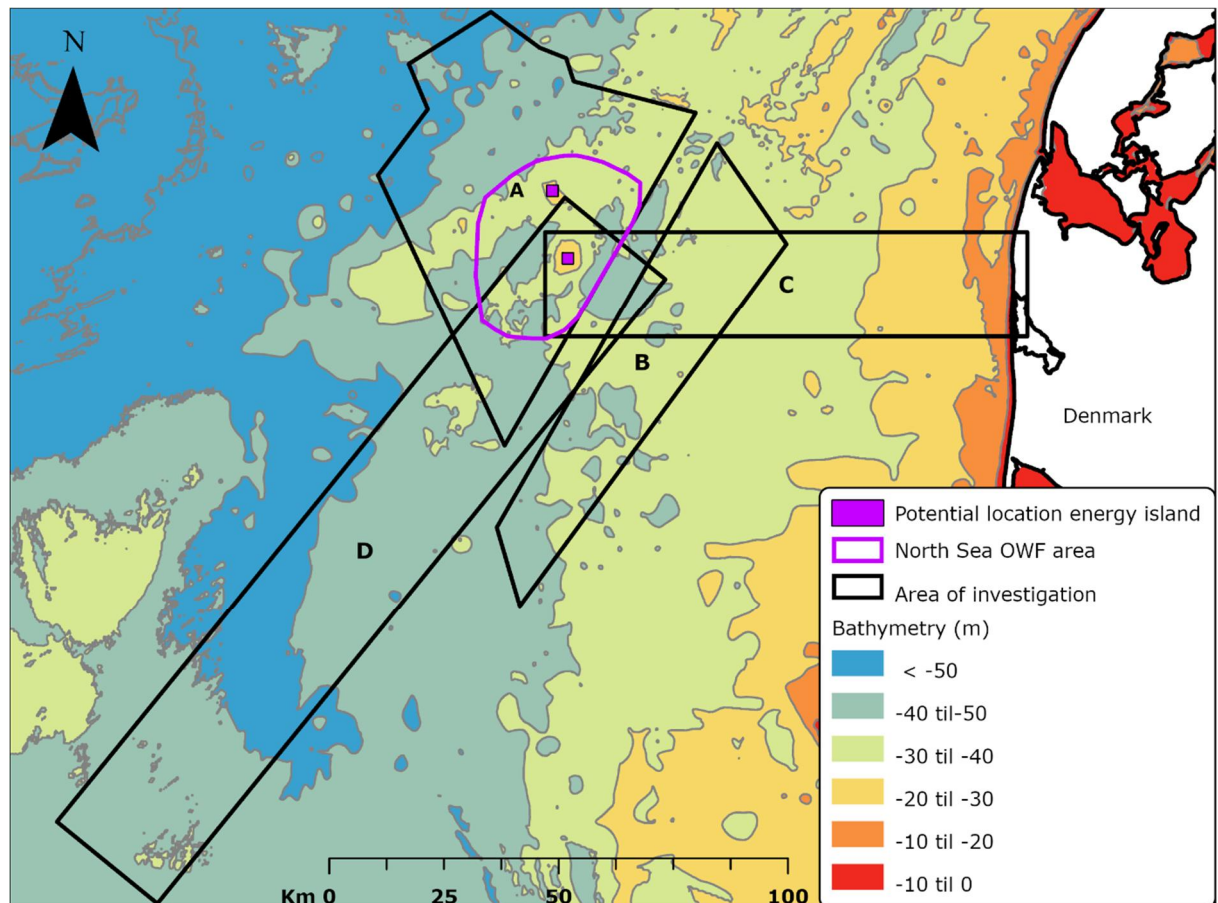 N
A
C
B
Denmark
D
Potential location energy island
North Sea OWF area
Area of investigation
Bathymetry (m)
< -50
-40 til-50
-30 til -40
-20 til -30
-10 til -20
-10 til 0
Km 0 25 50 100